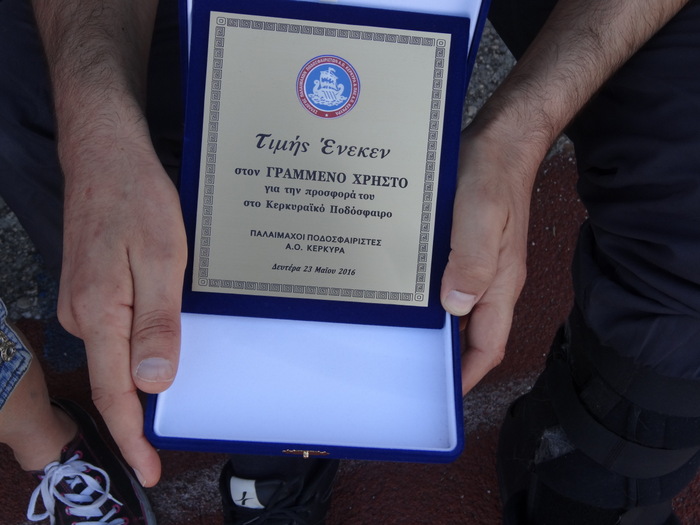 Τιμής Ένεκεν
στον ΓΡΑΜΜΕΝΟ ΧΡΗΣΤΟ
για την προσφορά του
στο Κερκυραϊκό Ποδόσφαιρο
ΠΑΛΑΙΜΑΧΟΙ ΠΟΔΟΣΦΑΙΡΙΣΤΕΣ
Α.Ο. ΚΕΡΚΥΡΑ
Δευτέρα 23 Μαΐου 2016